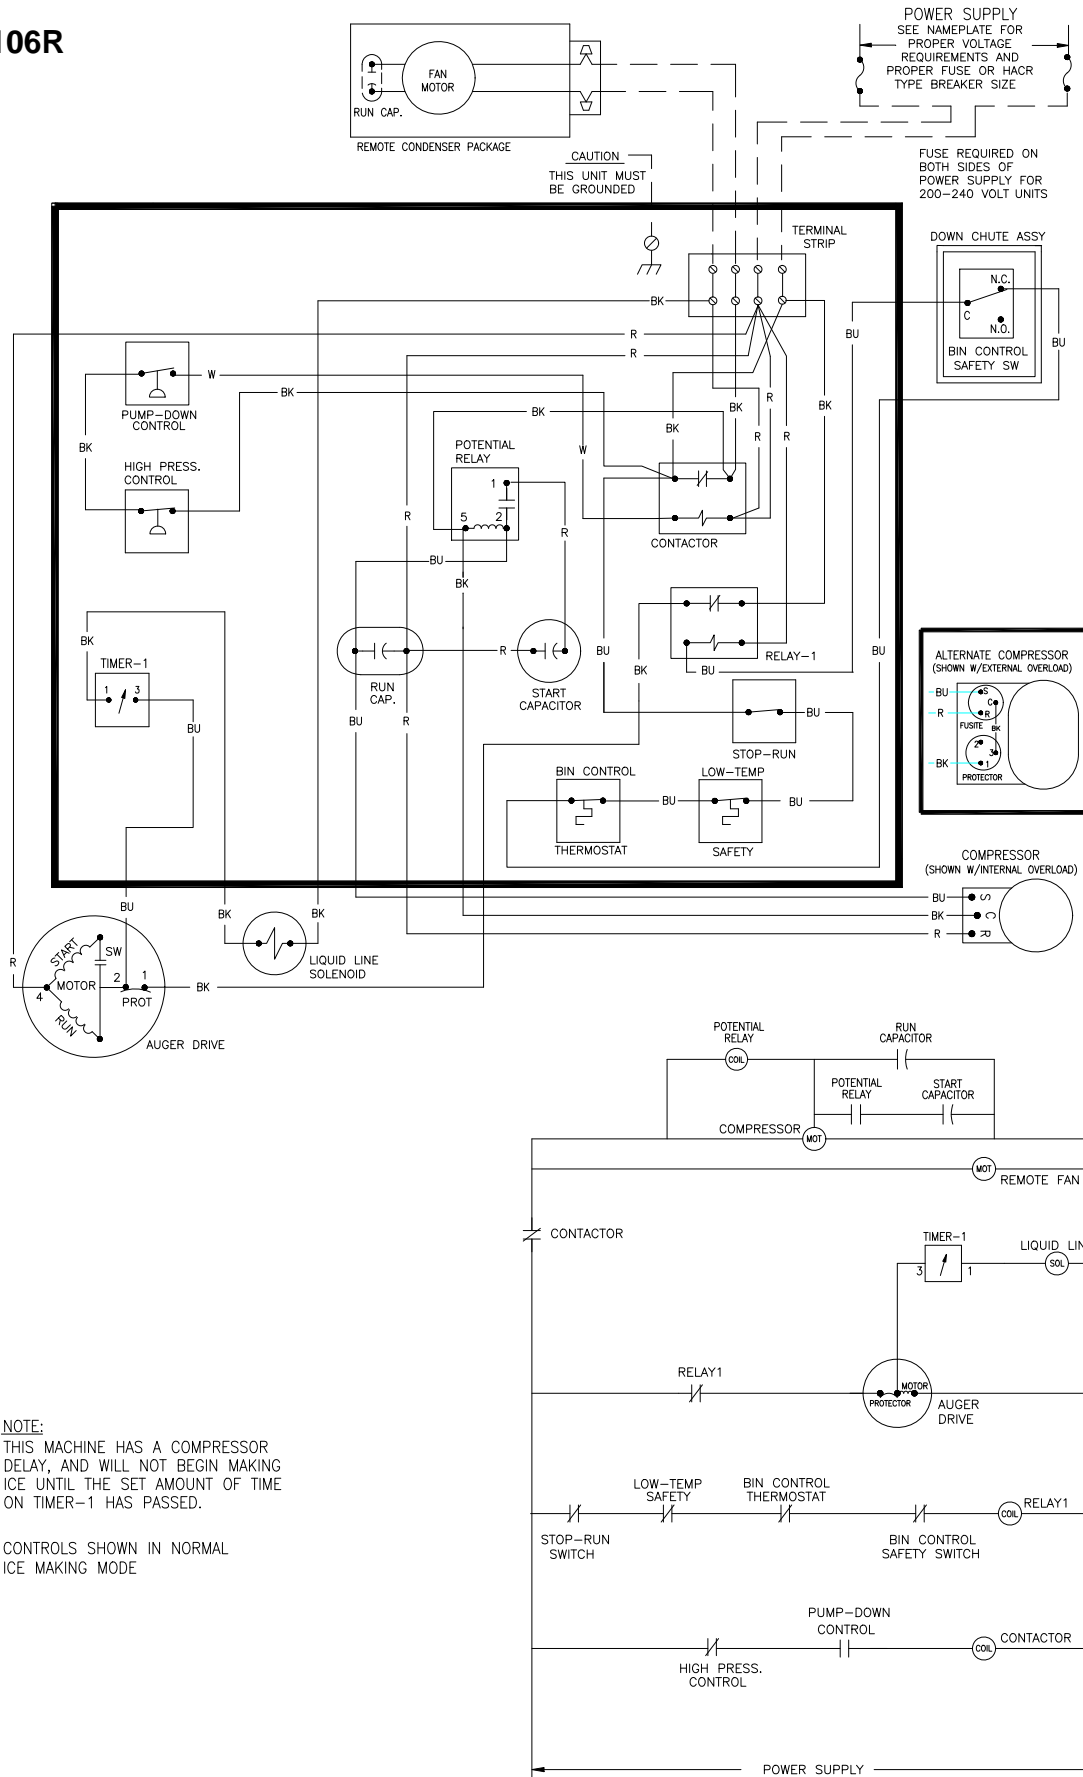 106R
POWER SUPPLY
SEE NAMEPLATE FOR
PROPER VOLTAGE
REQUIREMENTS AND
PROPER FUSE OR HACR
TYPE BREAKER SIZE
FAN
MOTOR
RUN CAP.
REMOTE CONDENSER PACKAGE
CAUTION
THIS UNIT MUST
BE GROUNDED
FUSE REQUIRED ON
BOTH SIDES OF
POWER SUPPLY FOR
200-240 VOLT UNITS
TERMINAL
STRIP
DOWN CHUTE ASSY
N.C.
C
N.O.
BIN CONTROL
SAFETY SW
BU
BU
BK
R
R
W
BK
PUMP-DOWN
CONTROL
BK
HIGH PRESS.
CONTROL
BK
POTENTIAL
RELAY
1
5
2
BK
BK
R
R
R
BK
W
CONTACTOR
R
R
BU
BK
RELAY-1
BU
BU
BK
BU
RUN
CAP.
R
START
CAPACITOR
BU
R
STOP-RUN
BU
BIN CONTROL
THERMOSTAT
BU
LOW-TEMP
SAFETY
BU
BK
TIMER-1
1
3
BU
ALTERNATE COMPRESSOR
(SHOWN W/EXTERNAL OVERLOAD)
BU
R
BK
S
C
R
FUSITE
BK
2
3
1
PROTECTOR
COMPRESSOR
(SHOWN W/INTERNAL OVERLOAD)
BU
BK
R
S
C
R
BU
BK
BK
LIQUID LINE
SOLENOID
R
START
SW
MOTOR
4
2
1
PROT
RUN
BK
AUGER DRIVE
POTENTIAL
RELAY
COIL
RUN
CAPACITOR
POTENTIAL
RELAY
START
CAPACITOR
COMPRESSOR
MOT
MOT
REMOTE FAN
CONTACTOR
TIMER-1
3
1
LIQUID LIN
SOL
RELAY1
MOTOR
PROTECTOR
AUGER
DRIVE
NOTE:
THIS MACHINE HAS A COMPRESSOR
DELAY, AND WILL NOT BEGIN MAKING
ICE UNTIL THE SET AMOUNT OF TIME
ON TIMER-1 HAS PASSED.
CONTROLS SHOWN IN NORMAL
ICE MAKING MODE
LOW-TEMP
SAFETY
BIN CONTROL
THERMOSTAT
COIL
RELAY1
STOP-RUN
SWITCH
BIN CONTROL
SAFETY SWITCH
PUMP-DOWN
CONTROL
COIL
CONTACTOR
HIGH PRESS.
CONTROL
POWER SUPPLY